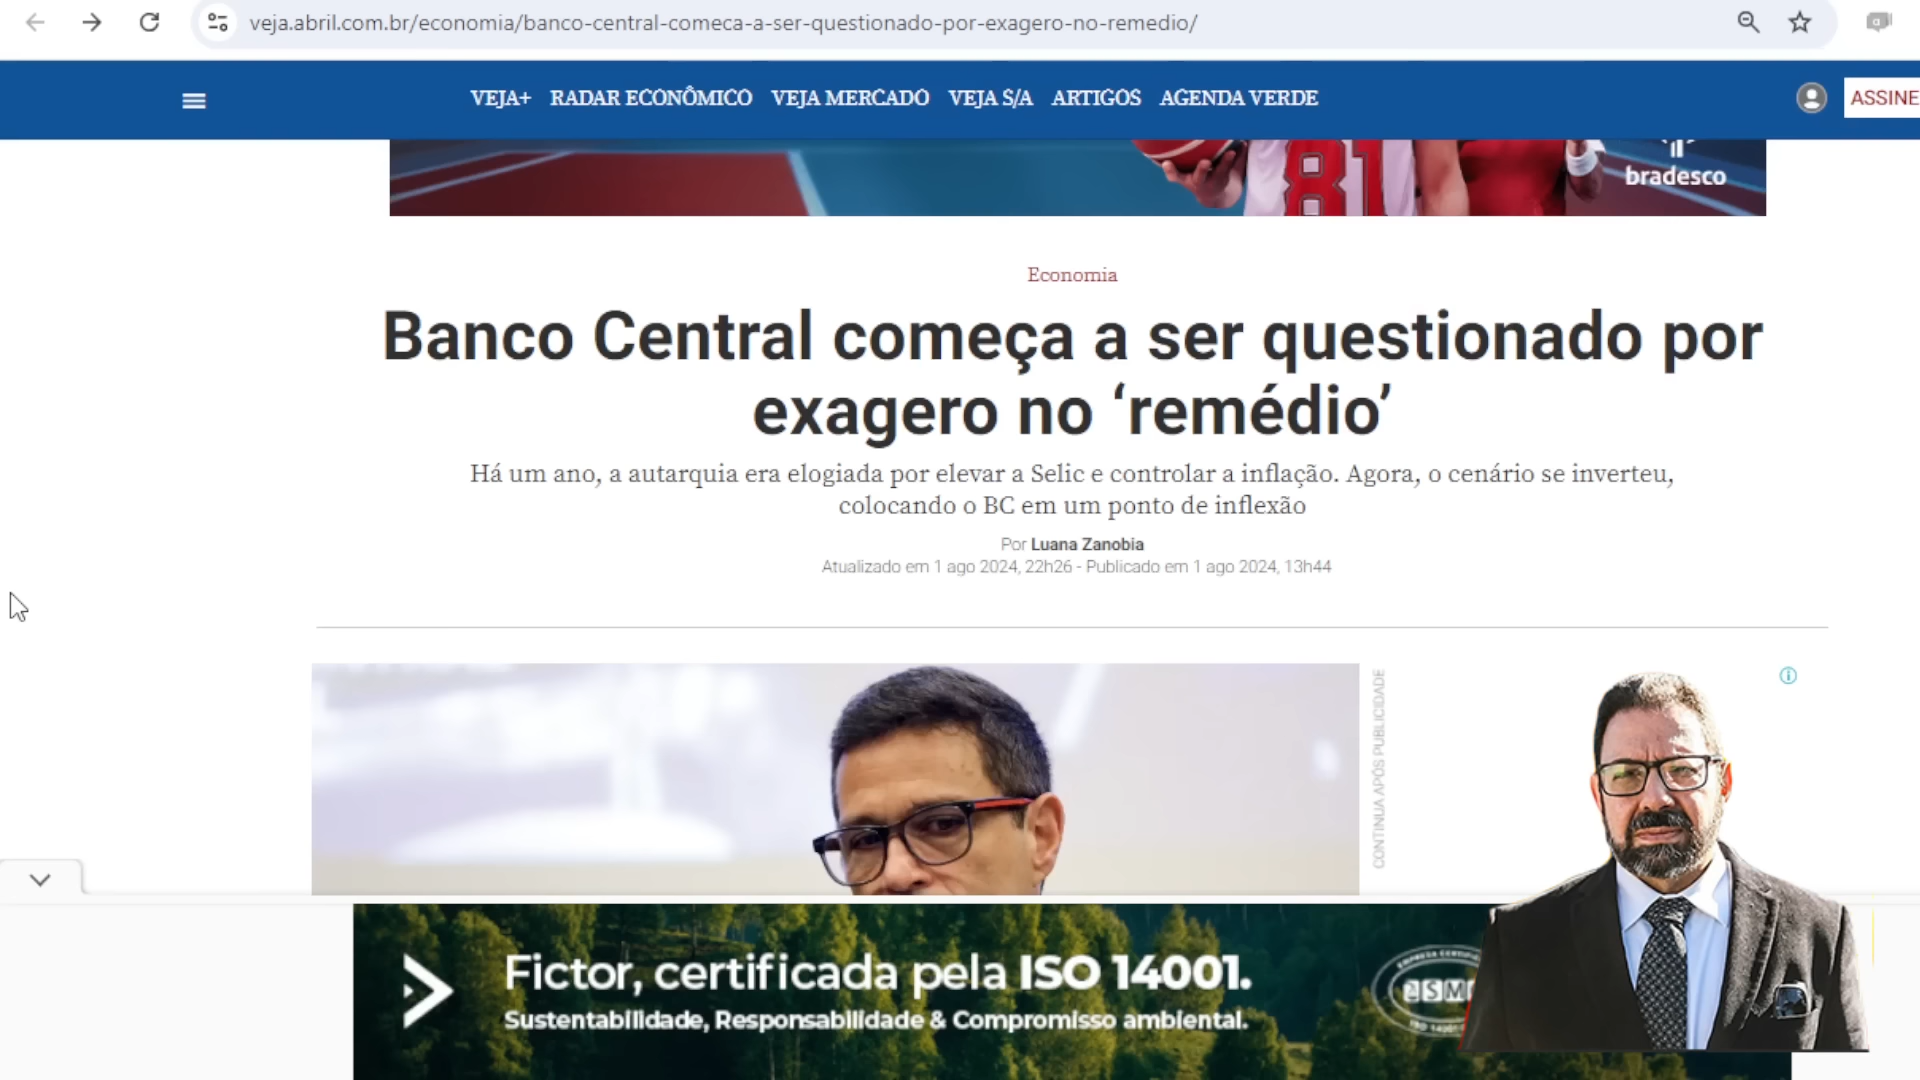 veja.abril.com.br/economia/banco-central-comeca-a-ser-questionado-por-exagero-no-remedio/
VEJA+ RADAR ECONÔMICO VEJA MERCADO VEJA S/A ARTIGOS AGENDA VERDE
ASSINE
81
bradesco
Economia
Banco Central começa a ser questionado por
exagero no ‘remédio’
Há um ano, a autarquia era elogiada por elevar a Selic e controlar a inflação. Agora, o cenário se inverteu,
colocando o BC em um ponto de inflexão
Por Luana Zanobia
Atualizado em 1 ago 2024, 22h26 - Publicado em 1 ago 2024, 13h44
CONTINUA APÓS PUBLICIDADE
Fictor, certificada pela ISO 14001.
Sustentabilidade, Responsabilidade & Compromisso ambiental.